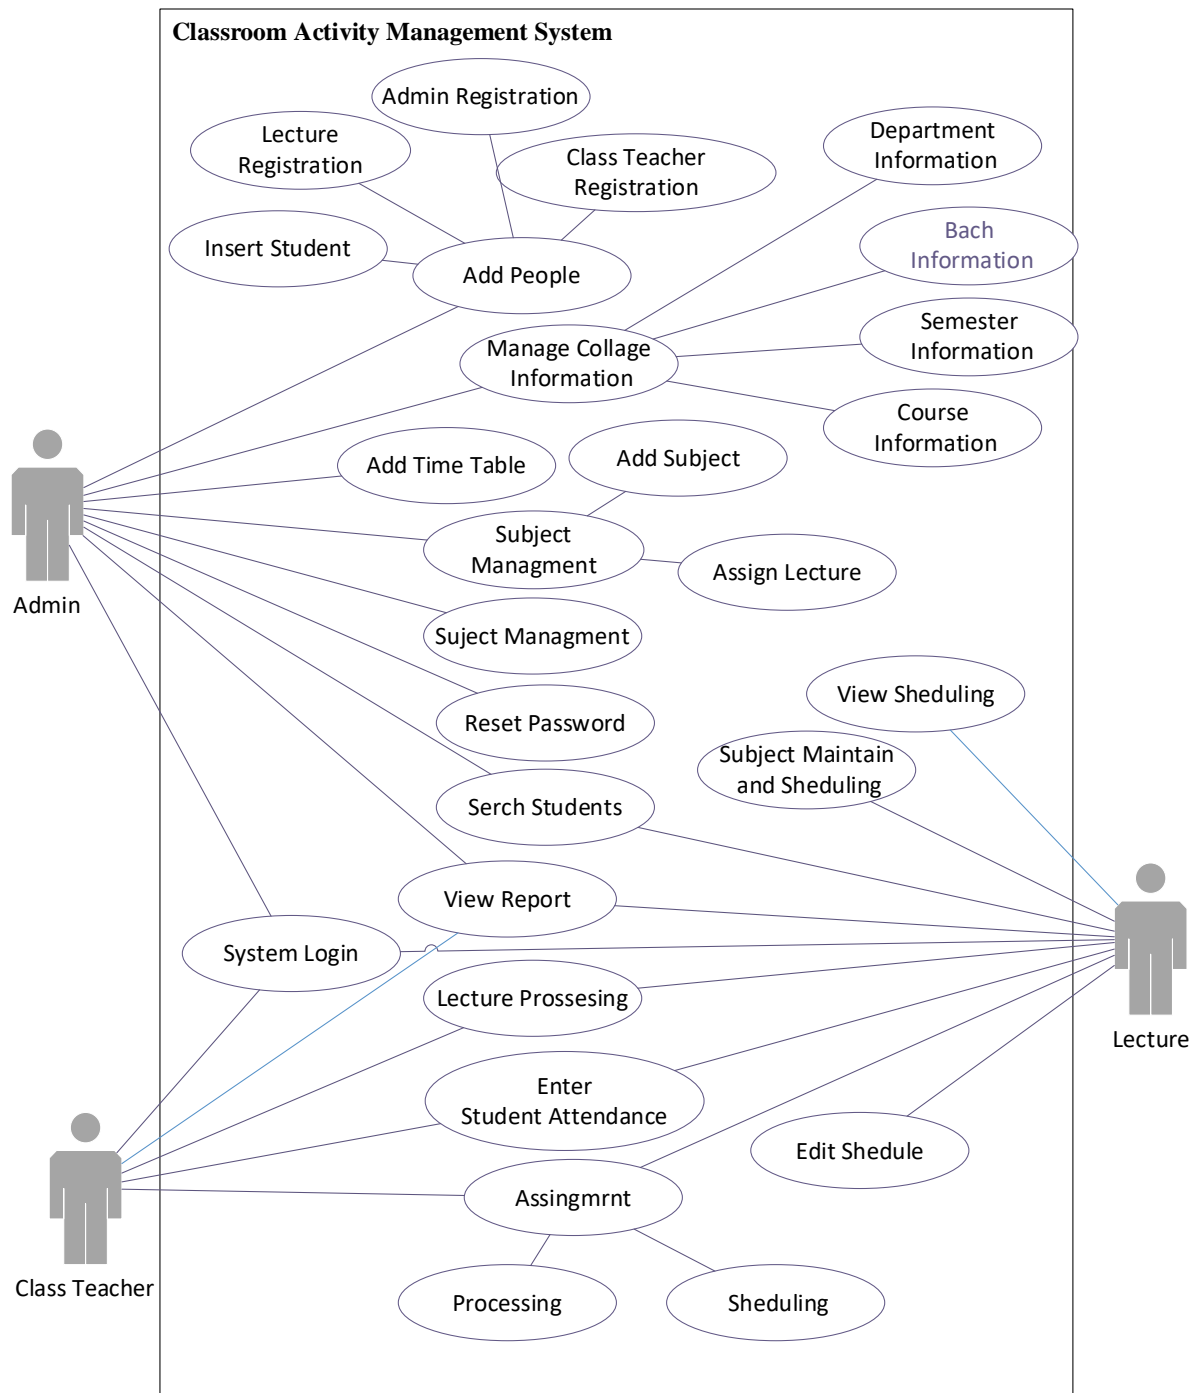 Classroom Activity Management System
Admin Registration
Lecture
Registration
Class Teacher
Registration
Department
Information
Insert Student
Add People
Bach
Information
Manage Collage
Information
Semester
Information
Course
Information
Add Time Table
Add Subject
Subject
Managment
Assign Lecture
Admin
Suject Managment
View Sheduling
Reset Password
Subject Maintain
and Sheduling
Serch Students
View Report
System Login
Lecture Prossesing
Lecture
Enter
Student Attendance
Edit Shedule
Assingmrnt
Class Teacher
Processing
Sheduling